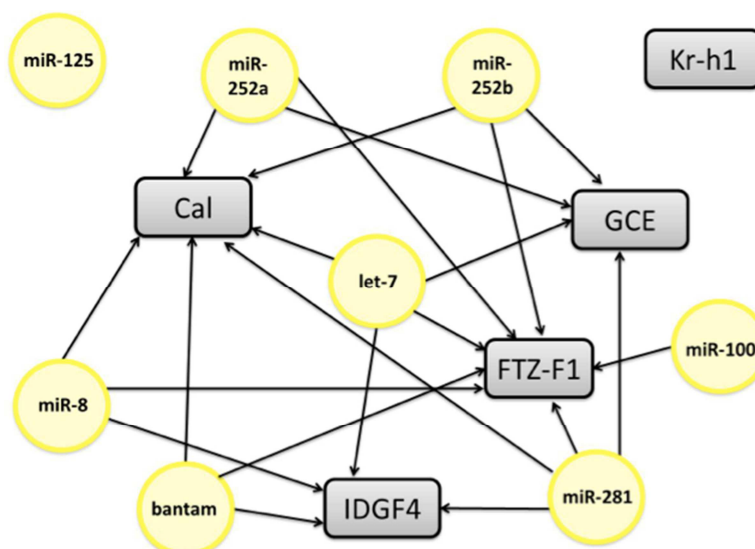 miR-125
miR-
252a
miR-
252b
Kr-h1
Cal
GCE
let-7
miR-100
FTZ-F1
miR-8
bantam
IDGF4
miR-281